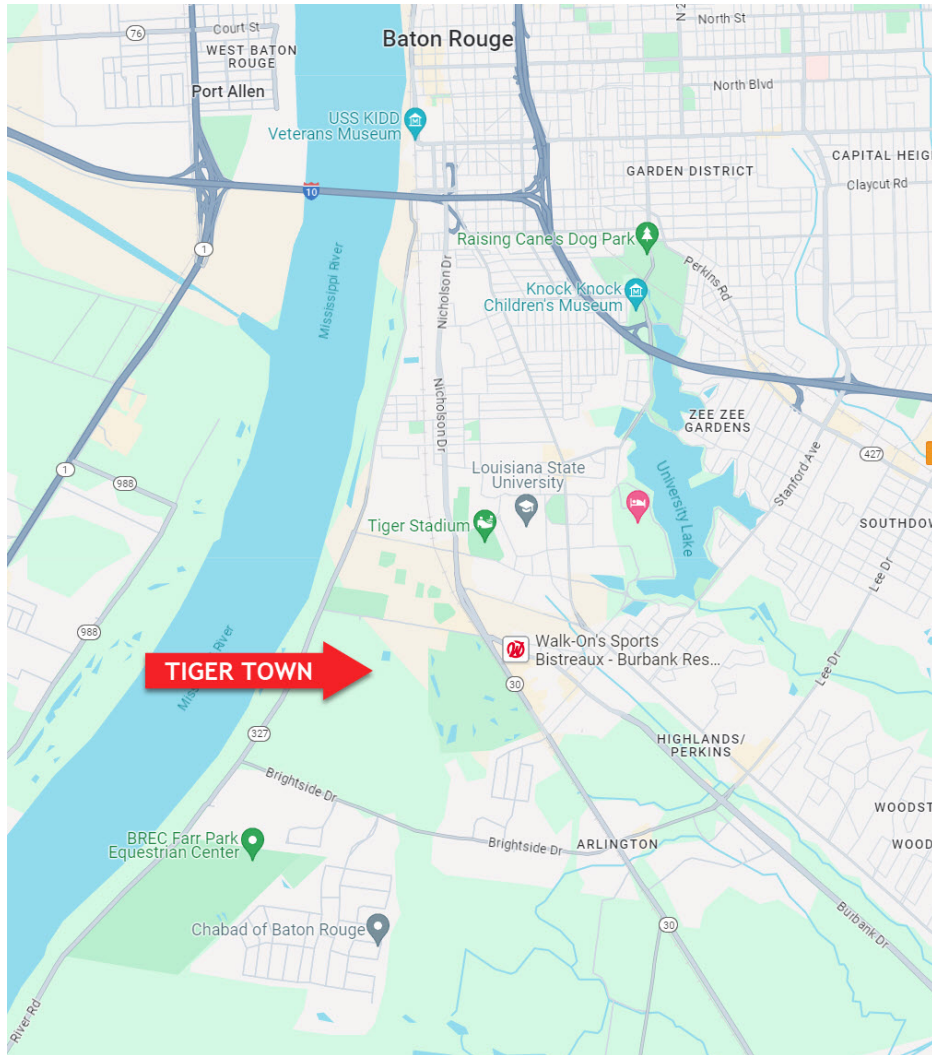 North St
N 2
76
Court St
Baton Rouge
WEST BATON
ROUGE
Port Allen
North Blvd
USS KIDD
Veterans Museum
CAPITAL HEIG
GARDEN DISTRICT
Claycut Rd
10
1
Raising Cane's Dog Park
Mississippi River
Nicholson Dr
Perkins Rd
Knock Knock
Children's Museum
Nicholson Dr
ZEE ZEE
GARDENS
427
Stanford Ave
1
988
Louisiana State
University
University Lake
Tiger Stadium
SOUTHDOW
Lee Dr
988
River
Walk-On's Sports
Bistreaux - Burbank Res...
TIGER TOWN
Lee Dr
30
327
HIGHLANDS/
PERKINS
Brightside Dr
WOODST
BREC Farr Park
Equestrian Center
Brightside Dr
ARLINGTON
WOOD
Chabad of Baton Rouge
30
Burbank Dr
River Rd